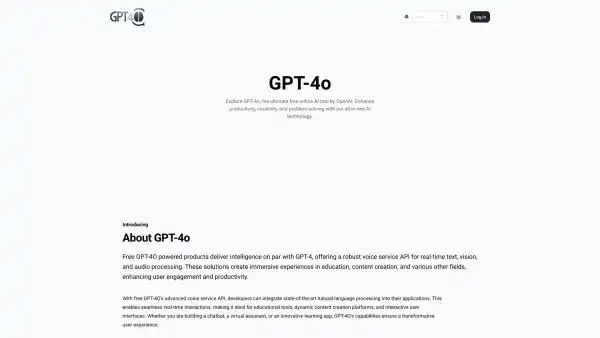 GPT4O
Log in
GPT-4o
Explore GPT-4o, the ultimate free online AI tool by OpenAI. Enhance
productivity, creativity, and problem-solving with our all-in-one AI
technology
Introducing
About GPT-4o
Free GPT-4O powered products deliver intelligence on par with GPT-4, offering a robust voice service API for real-time text, vision,
and audio processing. These solutions create immersive experiences in education, content creation, and various other fields,
enhancing user engagement and productivity.
With free GPT-4O's advanced voice service API, developers can integrate state-of-the-art natural language processing into their applications. This
enables seamless real-time interactions, making it ideal for educational tools, dynamic content creation platforms, and interactive user
interfaces. Whether you are building a chatbot, a virtual assistant, or an innovative learning app, GPT-4O's capabilities ensure a transformative
user experience.